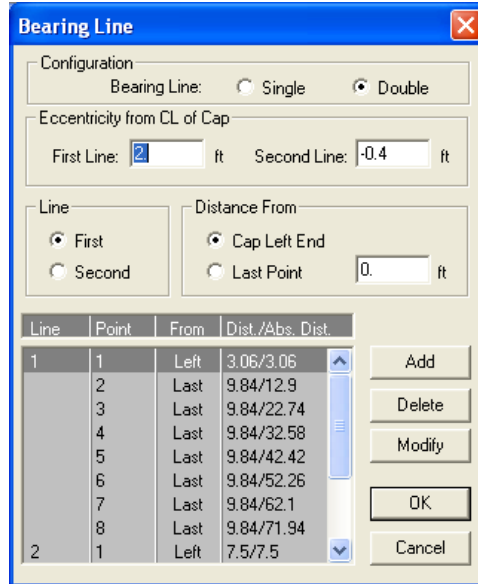 Bearing Line
Configuration
Bearing Line: Single Double
Eccentricity from CL of Cap
First Line: 2. ft Second Line: -0.4 ft
Line Distance From
First Cap Left End
Second Last Point 0. ft
Line Point From Dist./Abs. Dist.
1 1 Left 3.06/3.06 Add
2 Last 9.84/12.9
3 Last 9.84/22.74 Delete
4 Last 9.84/32.58
5 Last 9.84/42.42 Modify
6 Last 9.84/52.26
7 Last 9.84/62.1 OK
8 Last 9.84/71.94
2 1 Left 7.5/7.5 Cancel